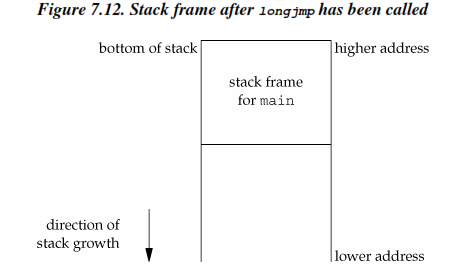 Figure 7.12. Stack frame after longjmp has been called
bottom of stack
higher address
stack frame
for main
direction of
stack growth
lower address